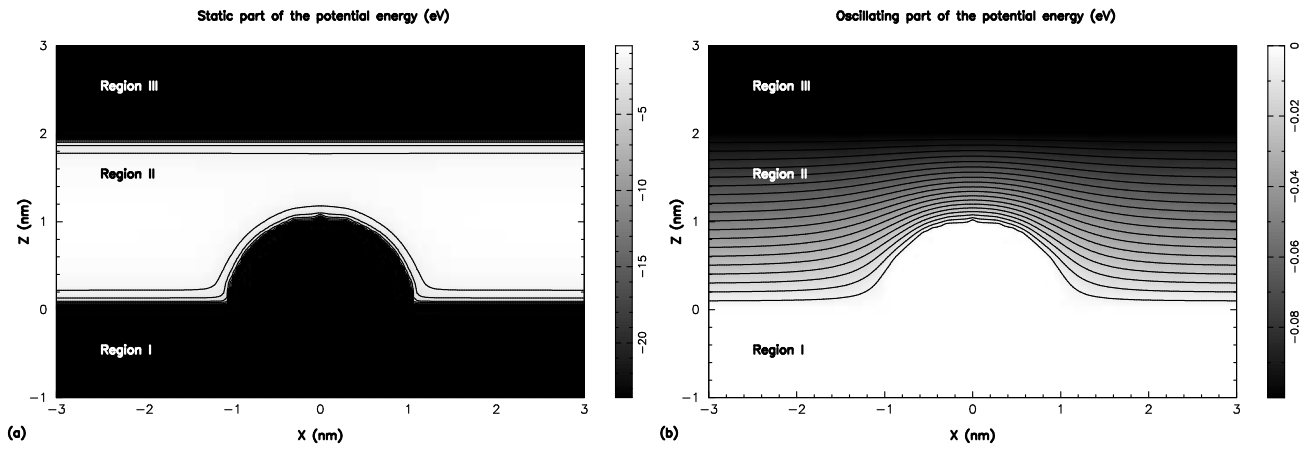 Static part of the potential energy (eV)
3
2
1
0
−1
Z (nm)
Region III
Region II
Region I
−3 −2 −1 0 1 2 3
X (nm)
(a)
−5
−10
−15
−20
Oscillating part of the potential energy (eV)
3
2
1
0
−1
Z (nm)
Region III
Region II
Region I
−3 −2 −1 0 1 2 3
X (nm)
(b)
0
−0.02
−0.04
−0.06
−0.08